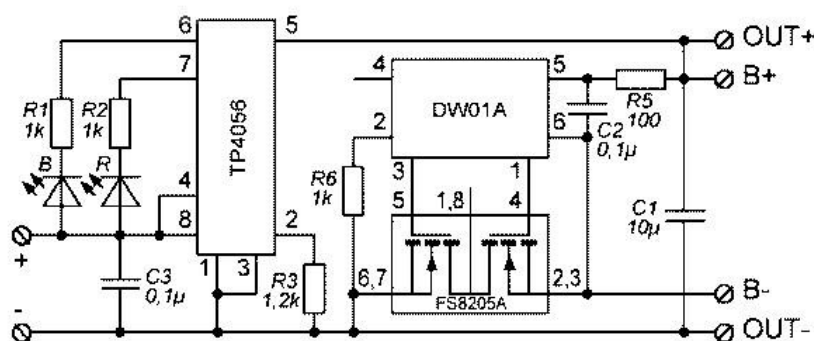 6
5
OUT+
7
4
5
B+
R1
1k
R2
1k
TP4056
DW01A
R5
100
2
6
C2
0,1μ
B
R
3
1
4
R6
1k
5
1,8
4
C1
10μ
8
2
+
1
3
R3
1,2k
6,7
2,3
C3
0,1μ
FS8205A
B-
-
OUT-